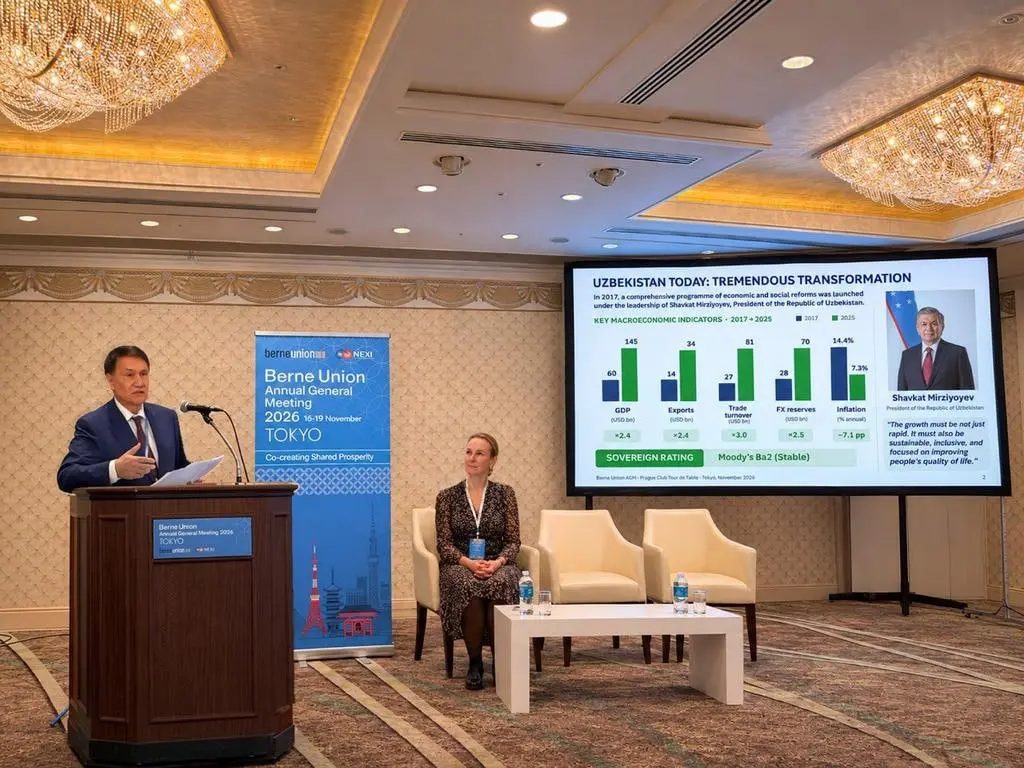 berne union
NEXI
Berne Union
Annual General
Meeting
2026 16-19 November
TOKYO
Co-creating Shared Prosperity
Berne Union
Annual General Meeting 2026
TOKYO
berne union
NEXI
UZBEKISTAN TODAY: TREMENDOUS TRANSFORMATION
In 2017, a comprehensive programme of economic and social reforms was launched
under the leadership of Shavkat Mirziyoyev, President of the Republic of Uzbekistan.
KEY MACROECONOMIC INDICATORS · 2017 → 2025
2017 2025
60 145
GDP
(USD bn)
×2.4
14 34
Exports
(USD bn)
×2.4
27 81
Trade
turnover
(USD bn)
×3.0
28 70
FX reserves
(USD bn)
×2.5
14.4% 7.3%
Inflation
(% annual)
−7.1 pp
SOVEREIGN RATING Moody's Ba2 (Stable)
Berne Union AGM - Prague Club Tour de Table - Tokyo, November 2026
2
Shavkat Mirziyoyev
President of the Republic of Uzbekistan
"The growth must be not just
rapid. It must also be
sustainable, inclusive, and
focused on improving
people's quality of life."